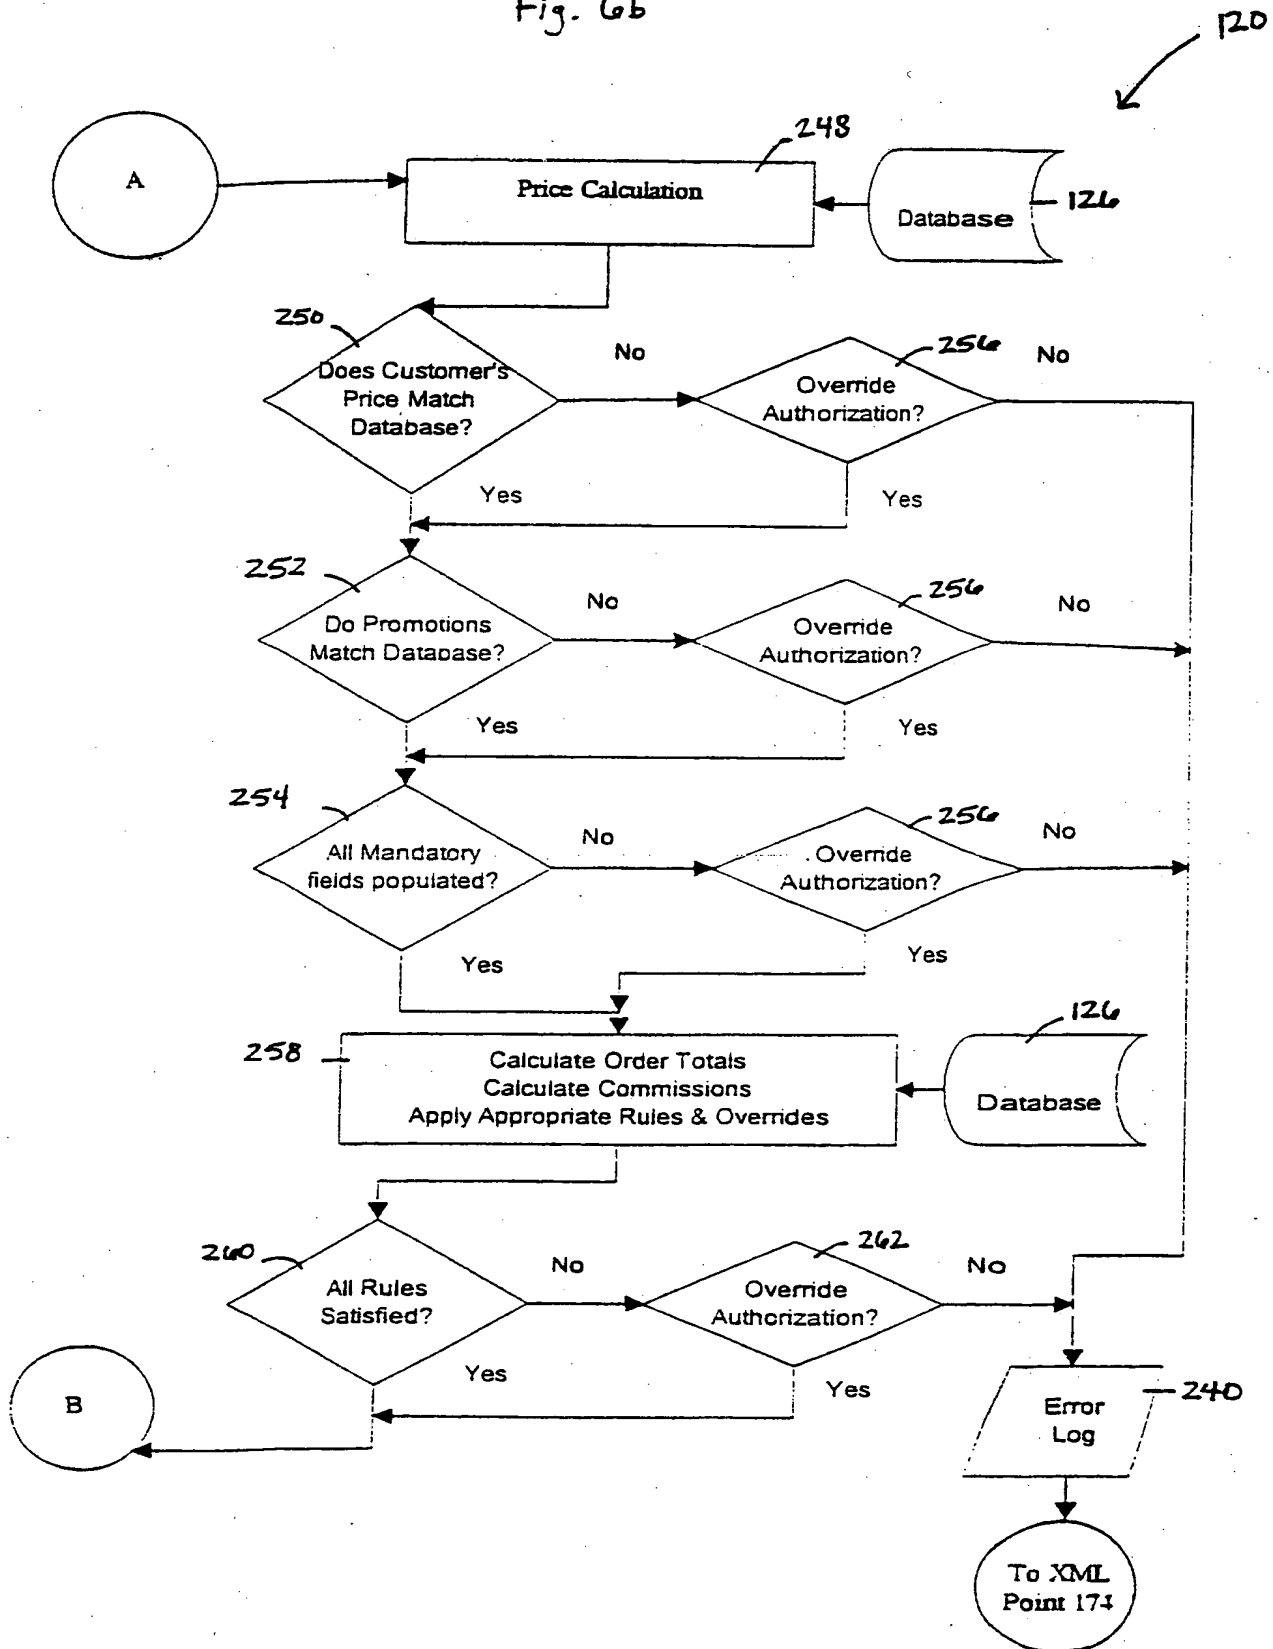 Fig. 6b
120
248
A
Price Calculation
Database
126
250
Does Customer's
Price Match
Database?
No
256
Override
Authorization?
No
Yes
Yes
252
Do Promotions
Match Database?
No
256
Override
Authorization?
No
Yes
Yes
254
All Mandatory
fields populated?
No
256
Override
Authorization?
No
Yes
Yes
258
Calculate Order Totals
Calculate Commissions
Apply Appropriate Rules & Overrides
126
Database
260
All Rules
Satisfied?
No
262
Override
Authorization?
No
Yes
Yes
B
Error
Log
240
To XML
Point 174